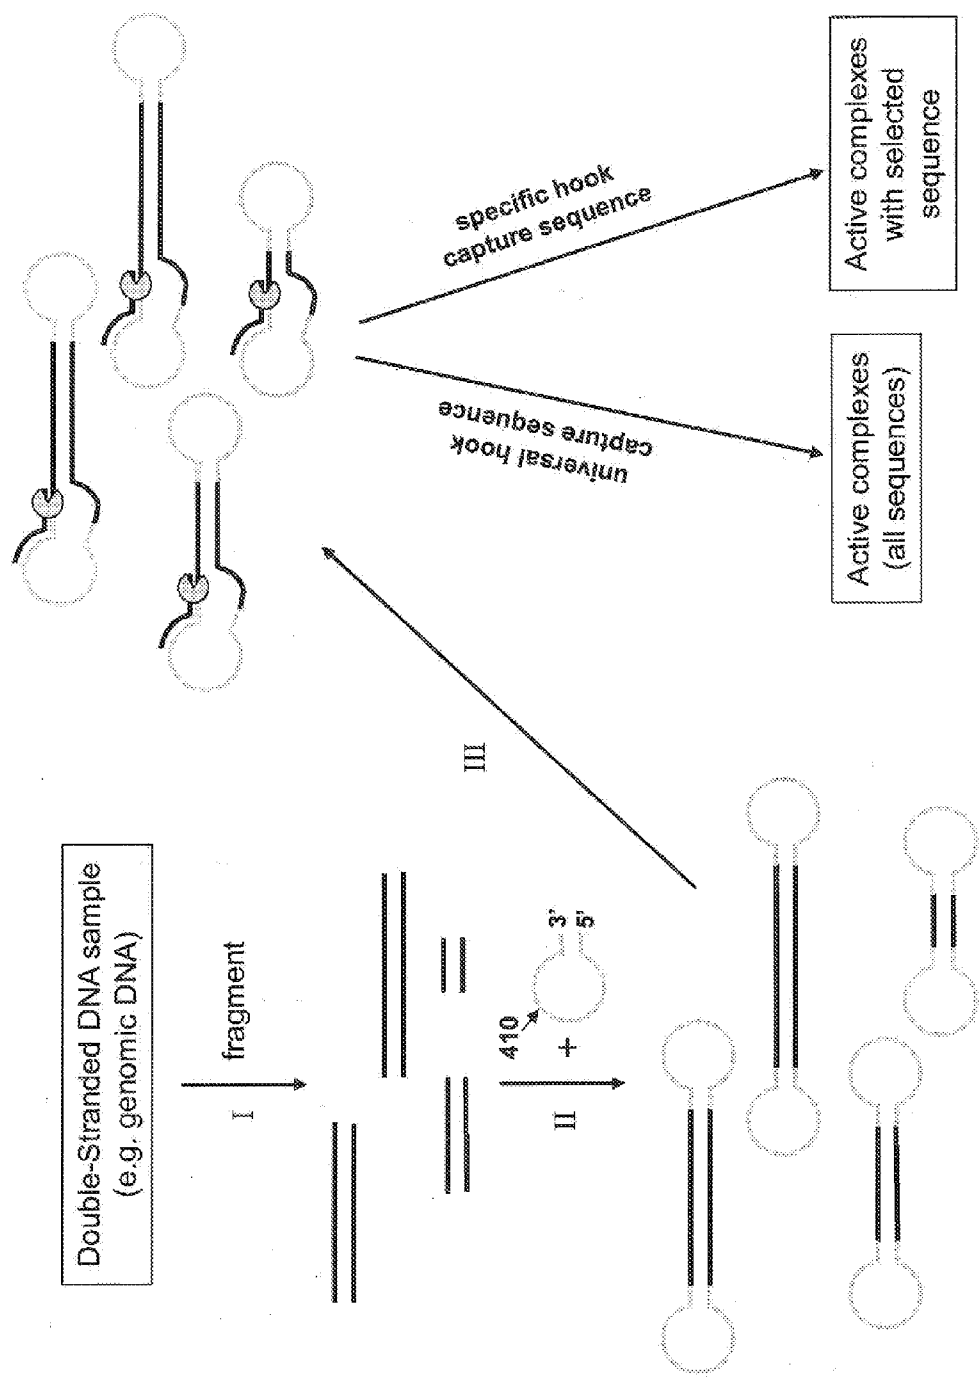 Double-Stranded DNA sample
(e.g. genomic DNA)
I
fragment
410
3'
5'
+
II
III
universal hook
capture sequence
specific hook
capture sequence
Active complexes
(all sequences)
Active complexes
with selected
sequence